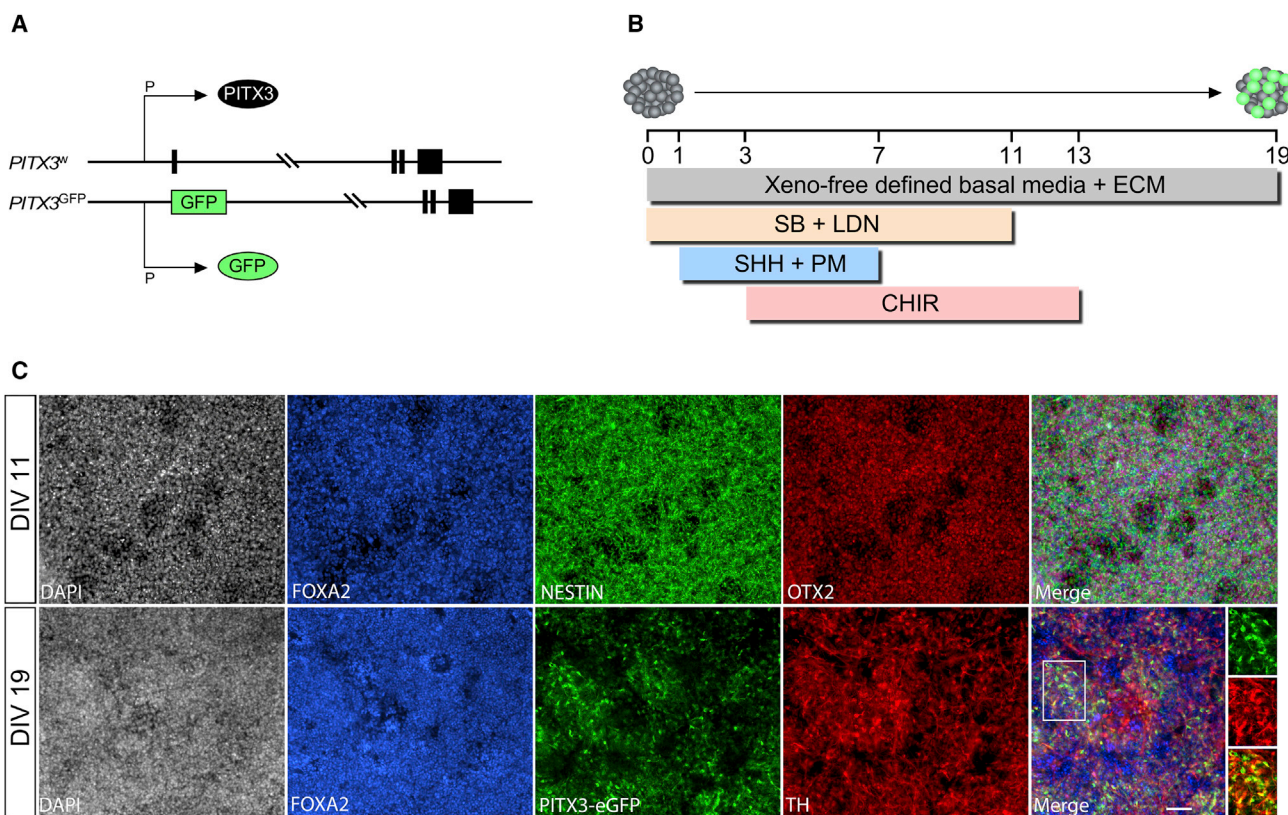 A
P
PITX3
PITX3ᵂ
PITX3ᴳᶠᴾ
GFP
P
GFP
B
0 1 3 7 11 13 19
Xeno-free defined basal media + ECM
SB + LDN
SHH + PM
CHIR
C
DIV 11
DAPI
FOXA2
NESTIN
OTX2
Merge
DIV 19
DAPI
FOXA2
PITX3-eGFP
TH
Merge